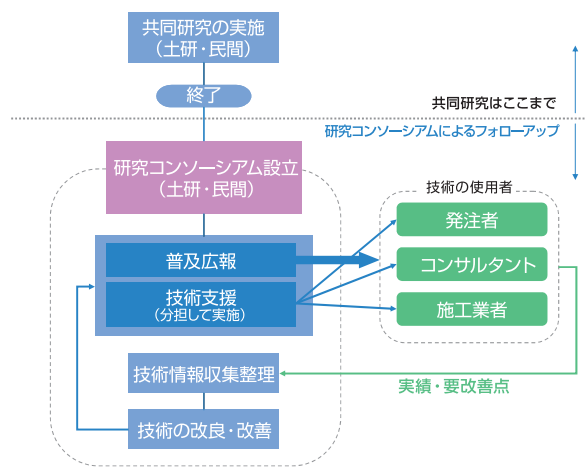 共同研究の実施
(土研・民間)
終了
共同研究はここまで
研究コンソーシアムによるフォローアップ
研究コンソーシアム設立
(土研・民間)
技術の使用者
発注者
普及広報
コンサルタント
技術支援
(分担して実施)
施工業者
技術情報収集整理
実績・要改善点
技術の改良・改善